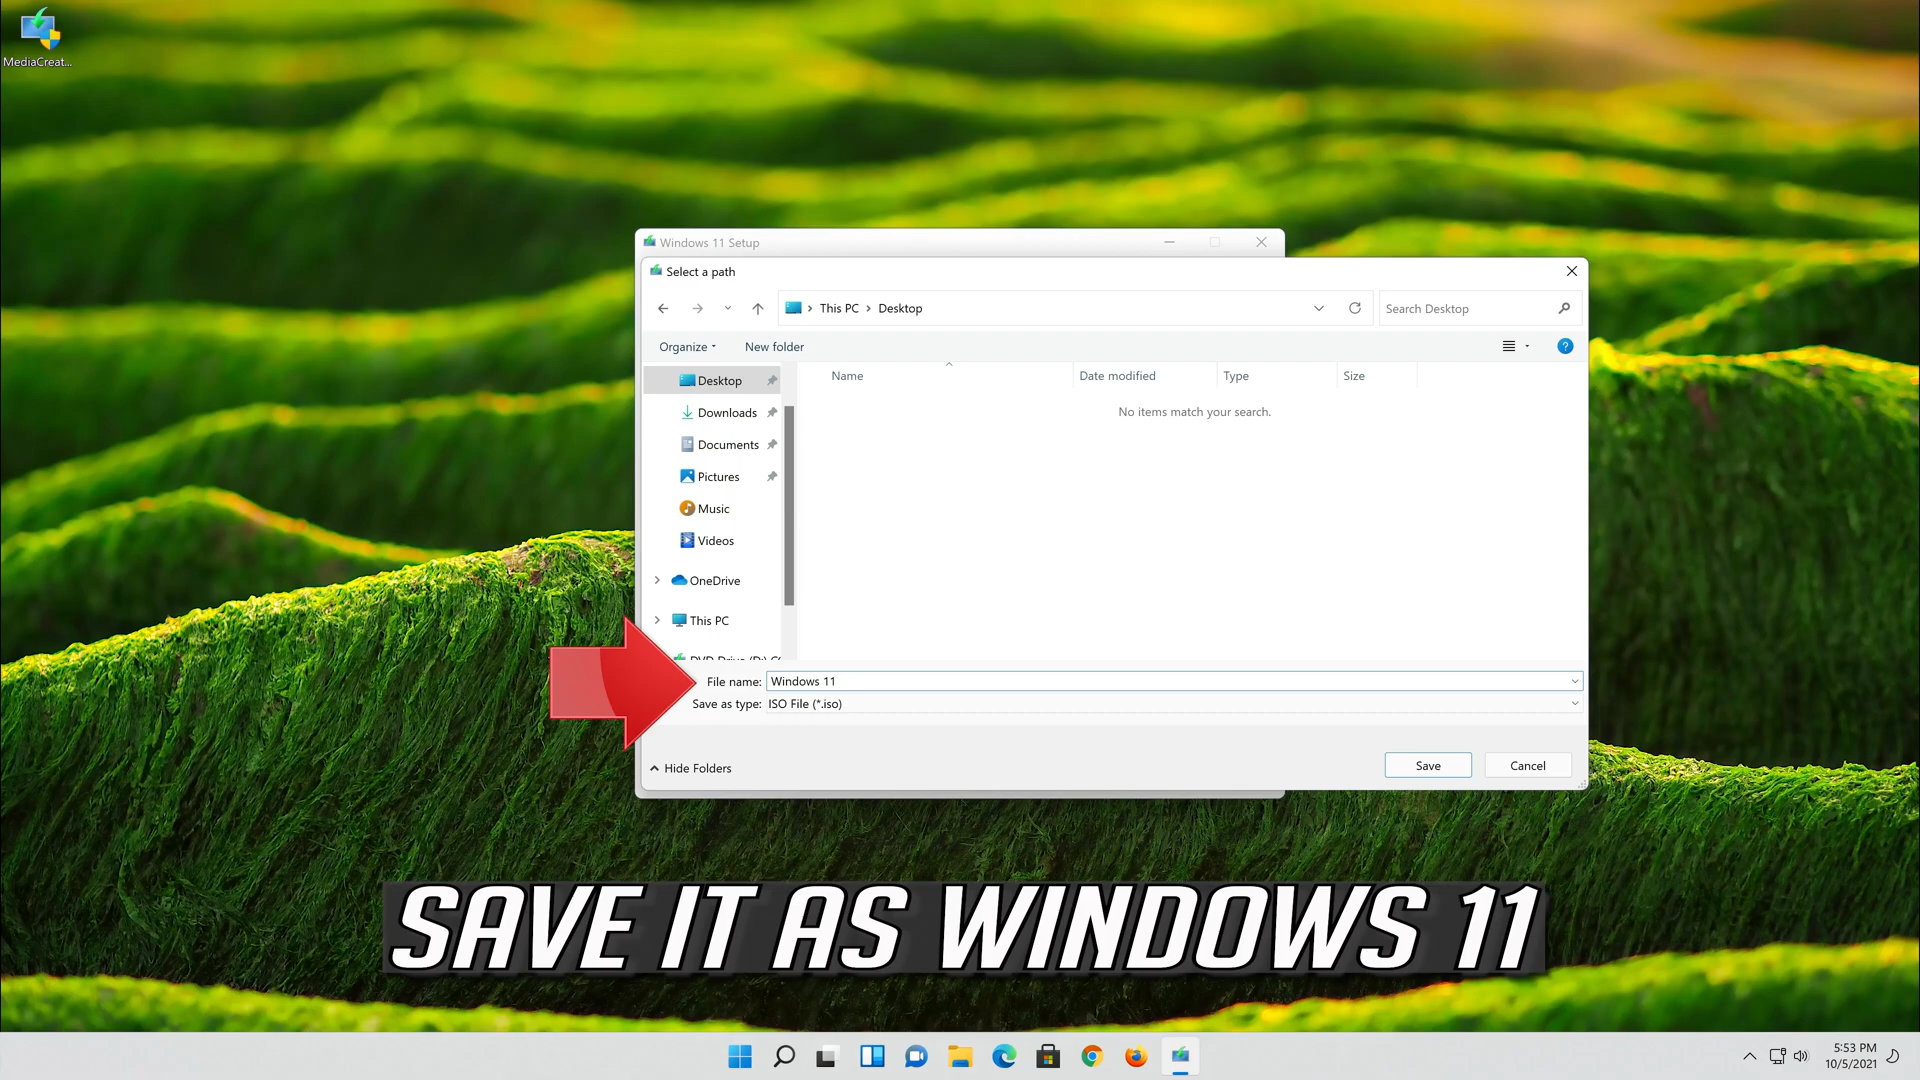 MediaCreat...
Windows 11 Setup
Select a path
This PC
Desktop
Search Desktop
Organize
New folder
Name
Date modified
Type
Size
No items match your search.
Desktop
Downloads
Documents
Pictures
Music
Videos
OneDrive
This PC
DVD Drive (D:)
File name: Windows 11
Save as type: ISO File (*.iso)
Hide Folders
Save
Cancel
SAVE IT AS WINDOWS 11
5:53 PM
10/5/2021